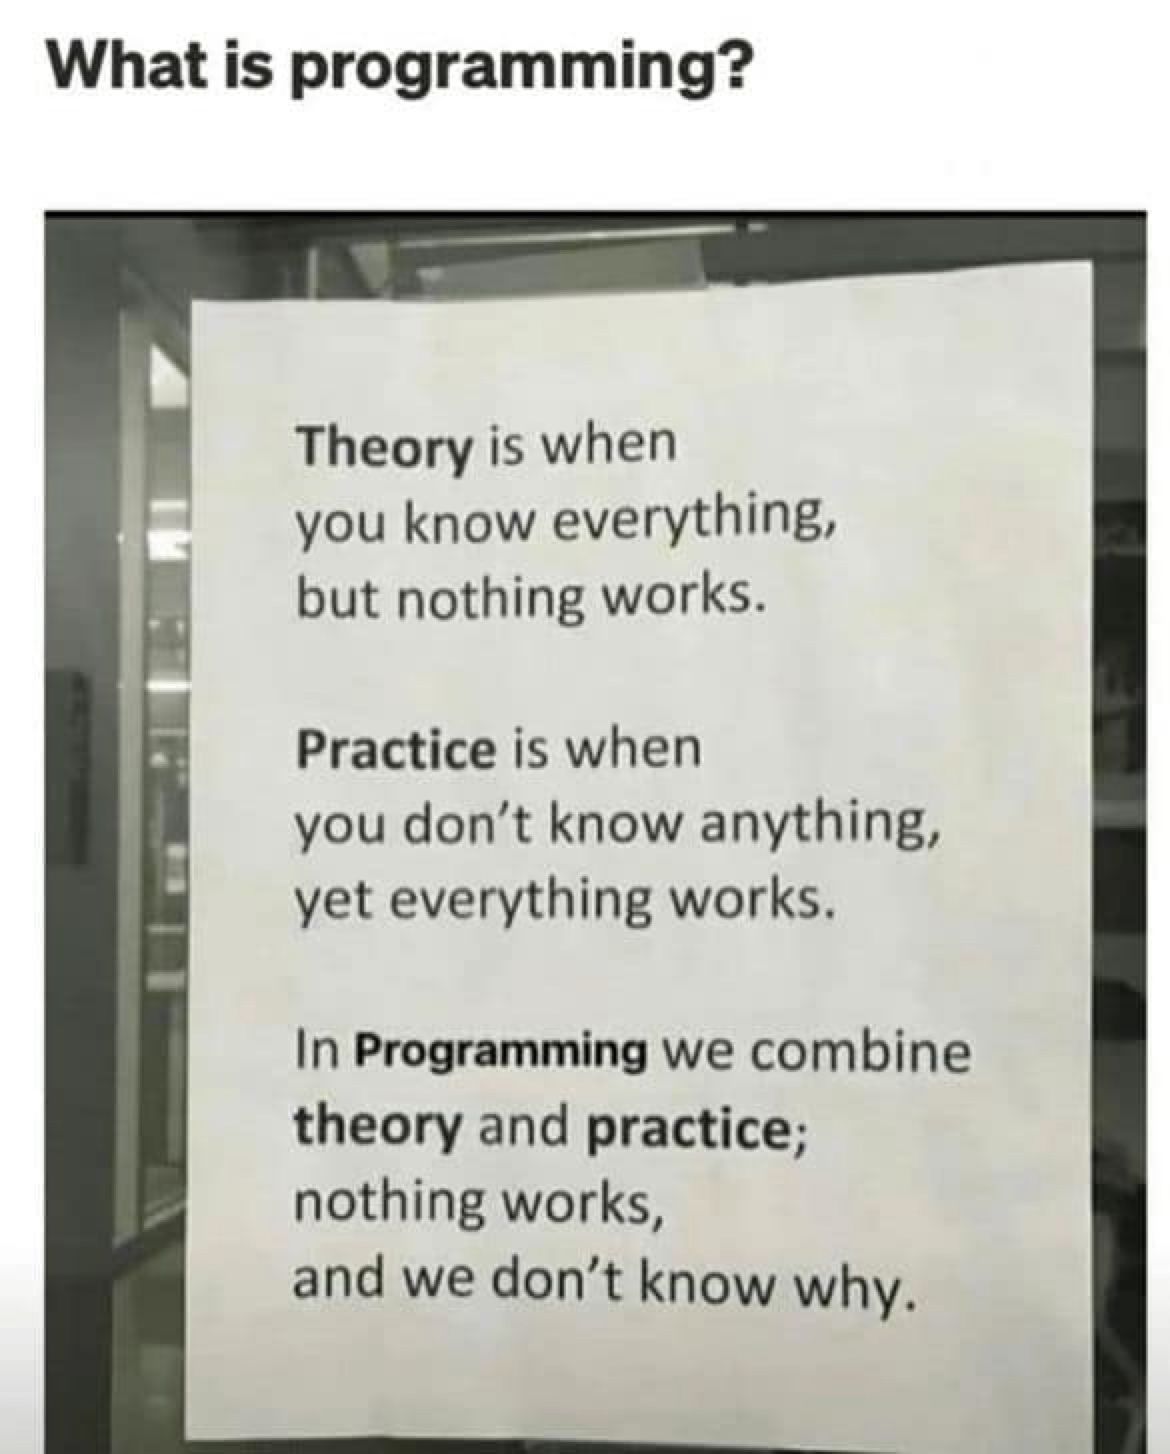 What is programming?
Theory is when
you know everything,
but nothing works.
Practice is when
you don't know anything,
yet everything works.
In Programming we combine
theory and practice;
nothing works,
and we don't know why.